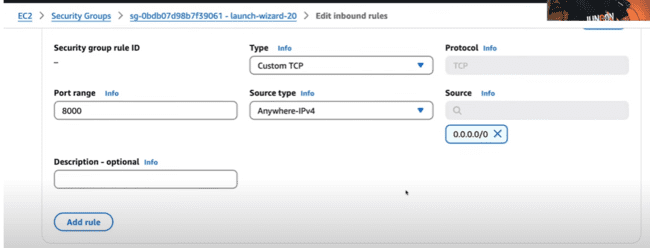 EC2 > Security Groups > sg-0bdb07d98b7f39061 - launch-wizard-20 > Edit inbound rules
Security group rule ID
Type Info
Protocol Info
–
Custom TCP
TCP
Port range Info
Source type Info
Source Info
8000
Anywhere-IPv4
0.0.0.0/0
Description - optional Info
Add rule